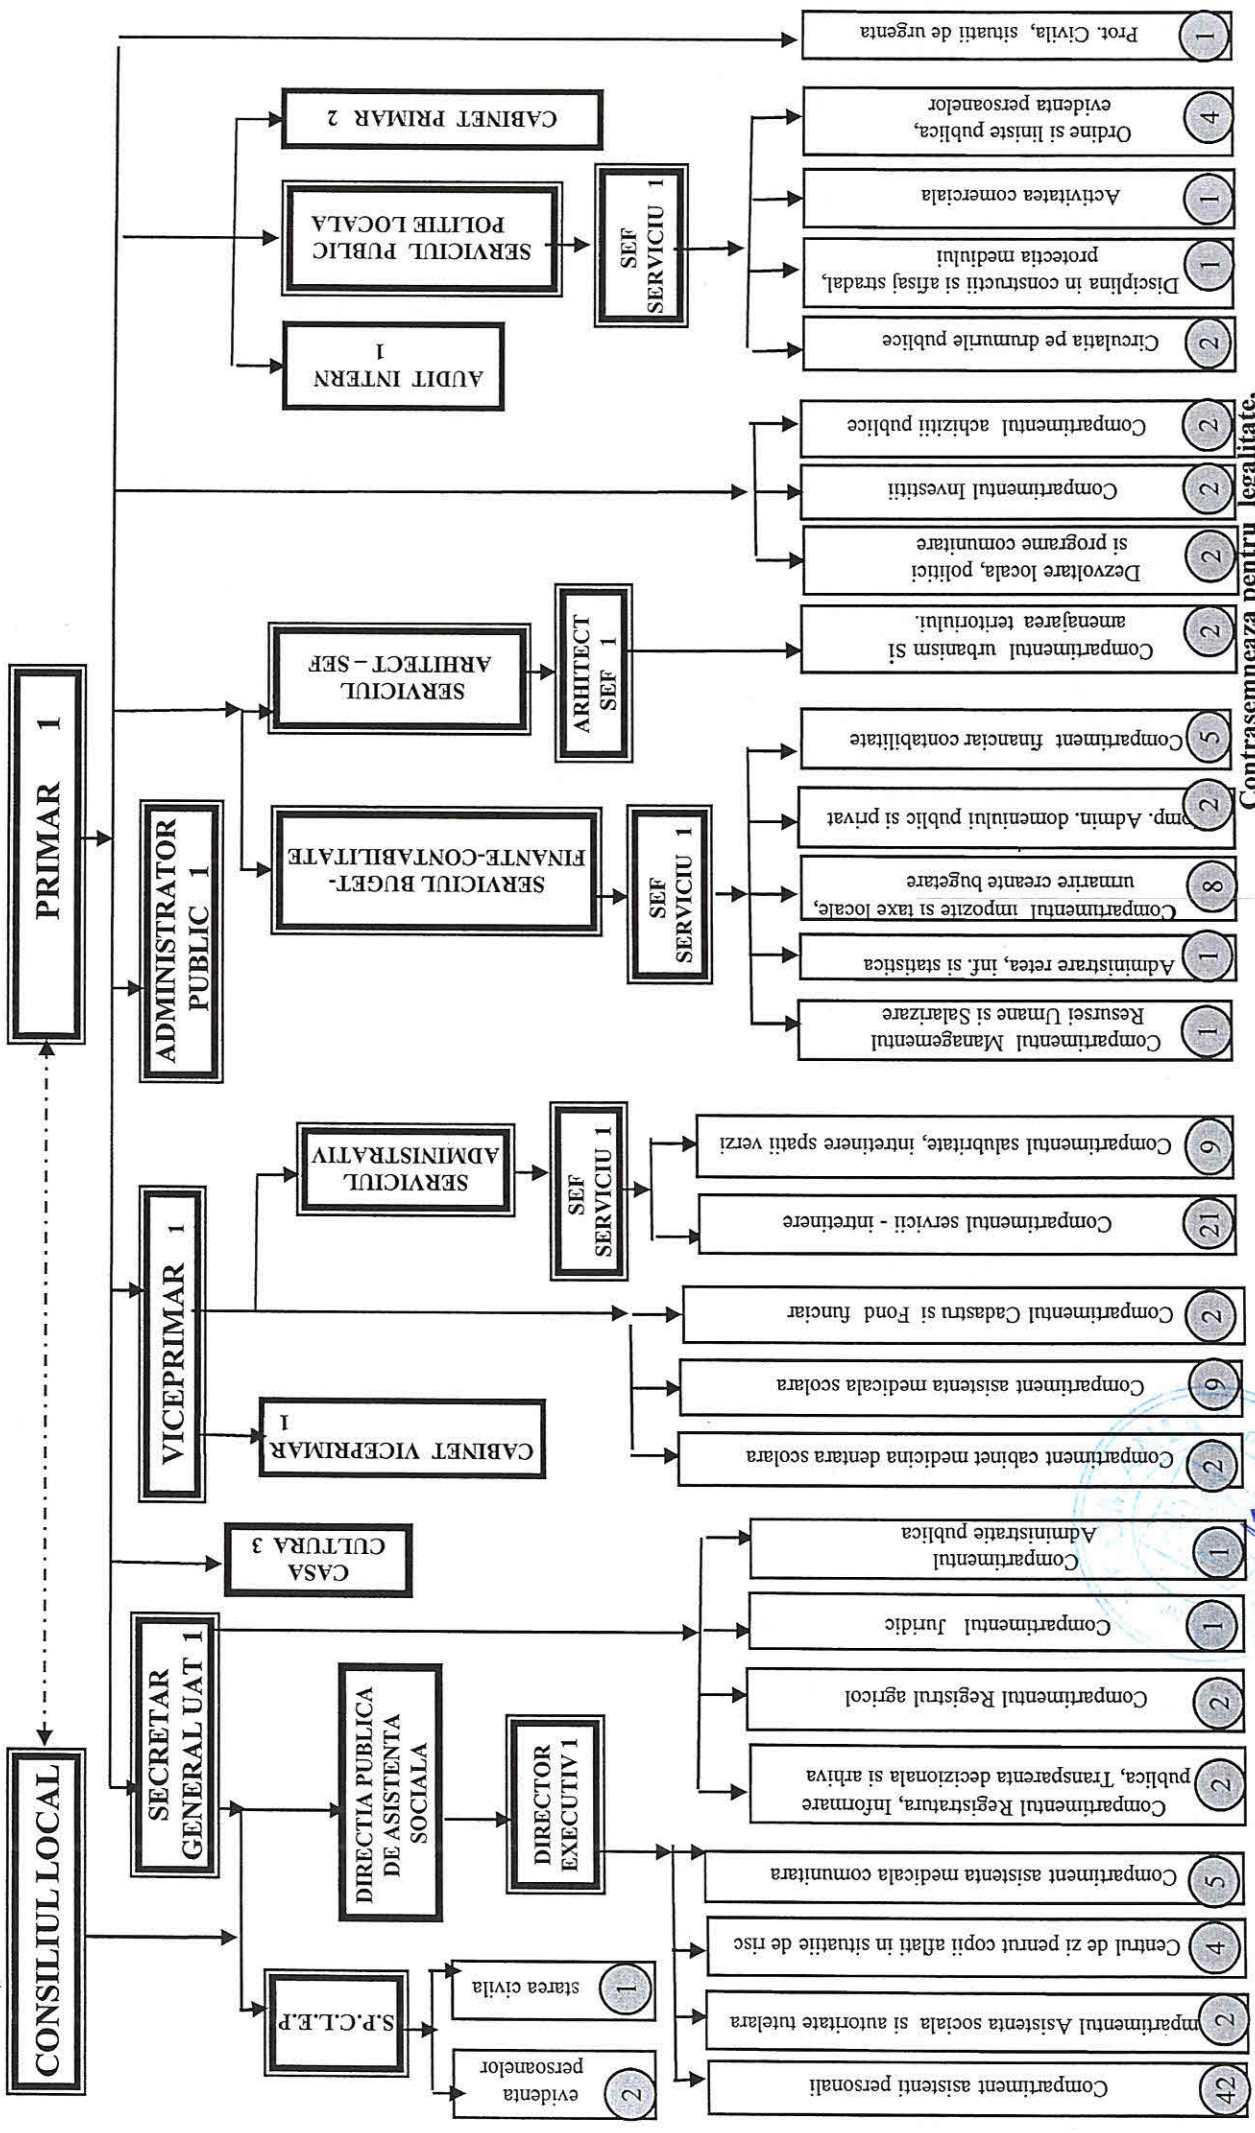 CONSILIUL LOCAL
PRIMAR 1
SECRETAR
GENERAL UAT 1
CASA
CULTURA 3
VICEPRIMAR 1
ADMINISTRATOR
PUBLIC 1
S.P.C.L.E.P
DIRECTIA PUBLICA
DE ASISTENTA
SOCIALA
CABINET VICEPRIMAR
1
SERVICIUL
ADMINISTRATIV
SERVICIUL BUGET-
FINANTE-CONTABILITATE
SERVICIUL
ARHITECT – SEF
AUDIT INTERN
1
SERVICIUL PUBLIC
POLITIE LOCALA
CABINET PRIMAR 2
DIRECTOR
EXECUTIV 1
SEF
SERVICIU 1
SEF
SERVICIU 1
ARHITECT
SEF 1
SEF
SERVICIU 1
evidenta
persoanelor
2
starea civila
1
Compartiment asistenti personali
42
mpartimentul Asistenta sociala si autoritate tutelara
2
Centrul de zi penrut copii aflati in situatiie de risc
4
Compartiment asistenta medicala comunitara
5
Compartimentul Registratura, Informare
publica, Transparenta decizionala si arhiva
2
Compartimentul Registrul agricol
2
Compartimentul Juridic
1
Compartimentul
Administratie publica
1
Compartiment cabinet medicina dentara scolara
2
Compartiment asistenta medicala scolara
9
Compartimentul Cadastru si Fond funciar
2
Compartimentul servicii - intretinere
21
Compartimentul salubritate, intretinere spatii verzi
9
Compartimentul Managementul
Resursei Umane si Salarizare
1
Administrare retea, inf. si statistica
1
Compartimentul impozite si taxe locale,
urmarire creante bugetare
8
omp. Admin. domeniului public si privat
2
Compartiment financiar contabilitate
5
Compartimentul urbanism si
amenajarea teritoriului.
2
Dezvoltare locala, politici
si programe comunitare
2
Compartimentul Investitii
2
Compartimentul achizitii publice
2
Circulatia pe drumurile publice
2
Disciplina in constructii si afisaj stradal,
protectia mediului
1
Activitatea comerciala
1
Ordine si liniste publica,
evidenta persoanelor
4
Prot. Civila, situatii de urgenta
1
Contrasemneaza pentru legalitate,